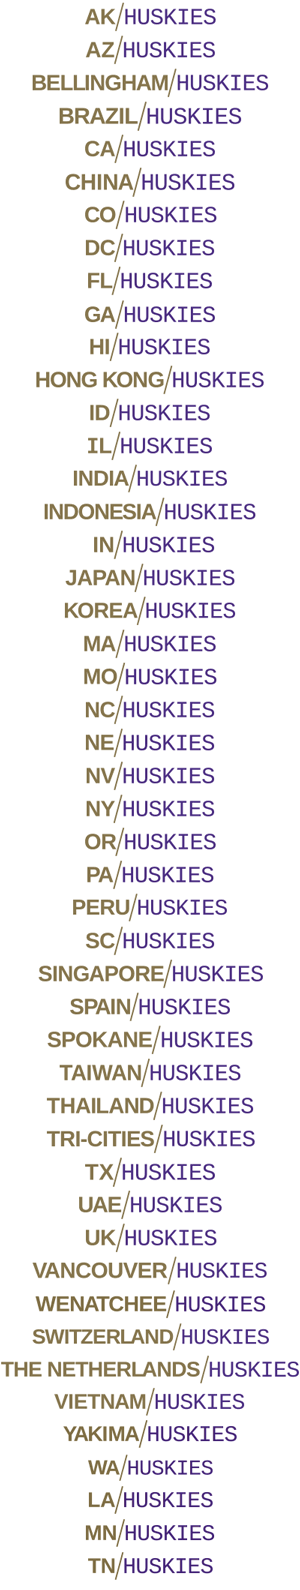 AK/HUSKIES
AZ/HUSKIES
BELLINGHAM/HUSKIES
BRAZIL/HUSKIES
CA/HUSKIES
CHINA/HUSKIES
CO/HUSKIES
DC/HUSKIES
FL/HUSKIES
GA/HUSKIES
HI/HUSKIES
HONG KONG/HUSKIES
ID/HUSKIES
IL/HUSKIES
INDIA/HUSKIES
INDONESIA/HUSKIES
IN/HUSKIES
JAPAN/HUSKIES
KOREA/HUSKIES
MA/HUSKIES
MO/HUSKIES
NC/HUSKIES
NE/HUSKIES
NV/HUSKIES
NY/HUSKIES
OR/HUSKIES
PA/HUSKIES
PERU/HUSKIES
SC/HUSKIES
SINGAPORE/HUSKIES
SPAIN/HUSKIES
SPOKANE/HUSKIES
TAIWAN/HUSKIES
THAILAND/HUSKIES
TRI-CITIES/HUSKIES
TX/HUSKIES
UAE/HUSKIES
UK/HUSKIES
VANCOUVER/HUSKIES
WENATCHEE/HUSKIES
SWITZERLAND/HUSKIES
THE NETHERLANDS/HUSKIES
VIETNAM/HUSKIES
YAKIMA/HUSKIES
WA/HUSKIES
LA/HUSKIES
MN/HUSKIES
TN/HUSKIES